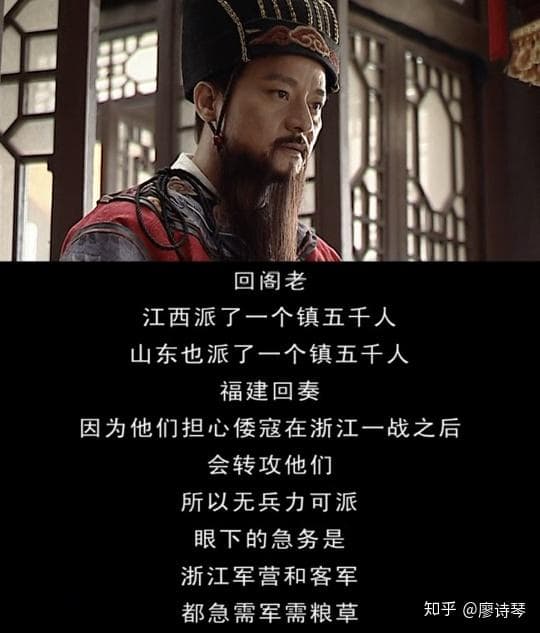 回阁老
江西派了一个镇五千人
山东也派了一个镇五千人
福建回奏
因为他们担心倭寇在浙江一战之后
会转攻他们
所以无兵力可派
眼下的急务是
浙江军营和客军
都急需军需粮草
知乎 @廖诗琴